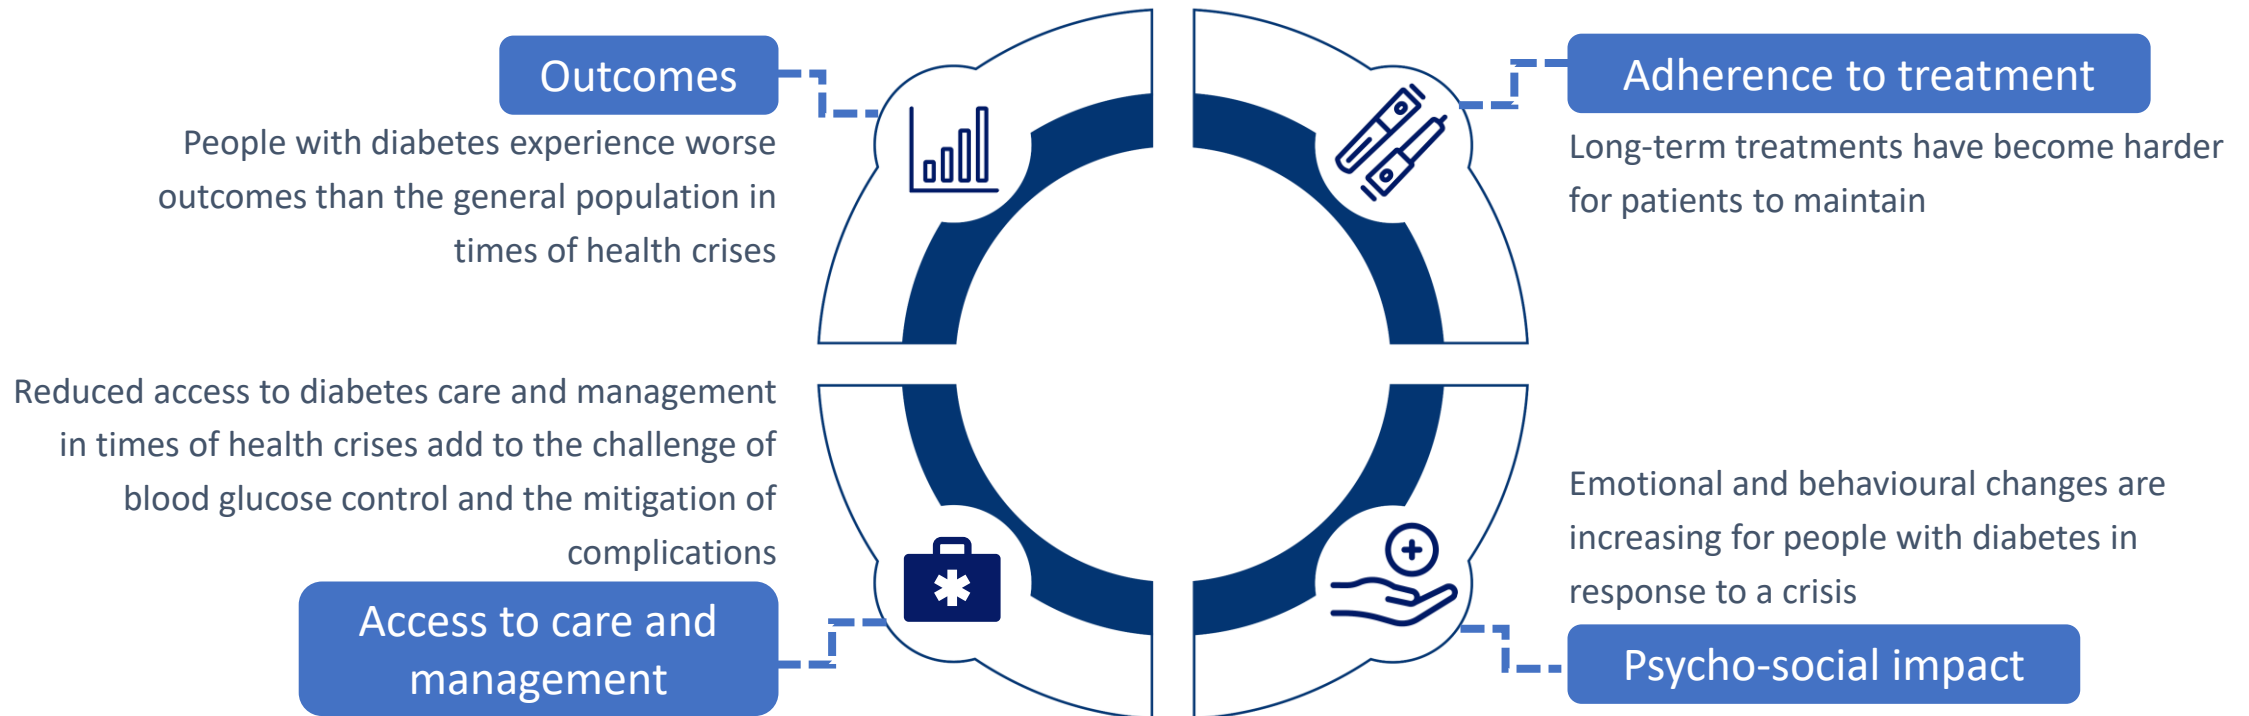 Outcomes
People with diabetes experience worse
outcomes than the general population in
times of health crises
Adherence to treatment
Long-term treatments have become harder
for patients to maintain
Reduced access to diabetes care and management
in times of health crises add to the challenge of
blood glucose control and the mitigation of
complications
Access to care and
management
Emotional and behavioural changes are
increasing for people with diabetes in
response to a crisis
Psycho-social impact